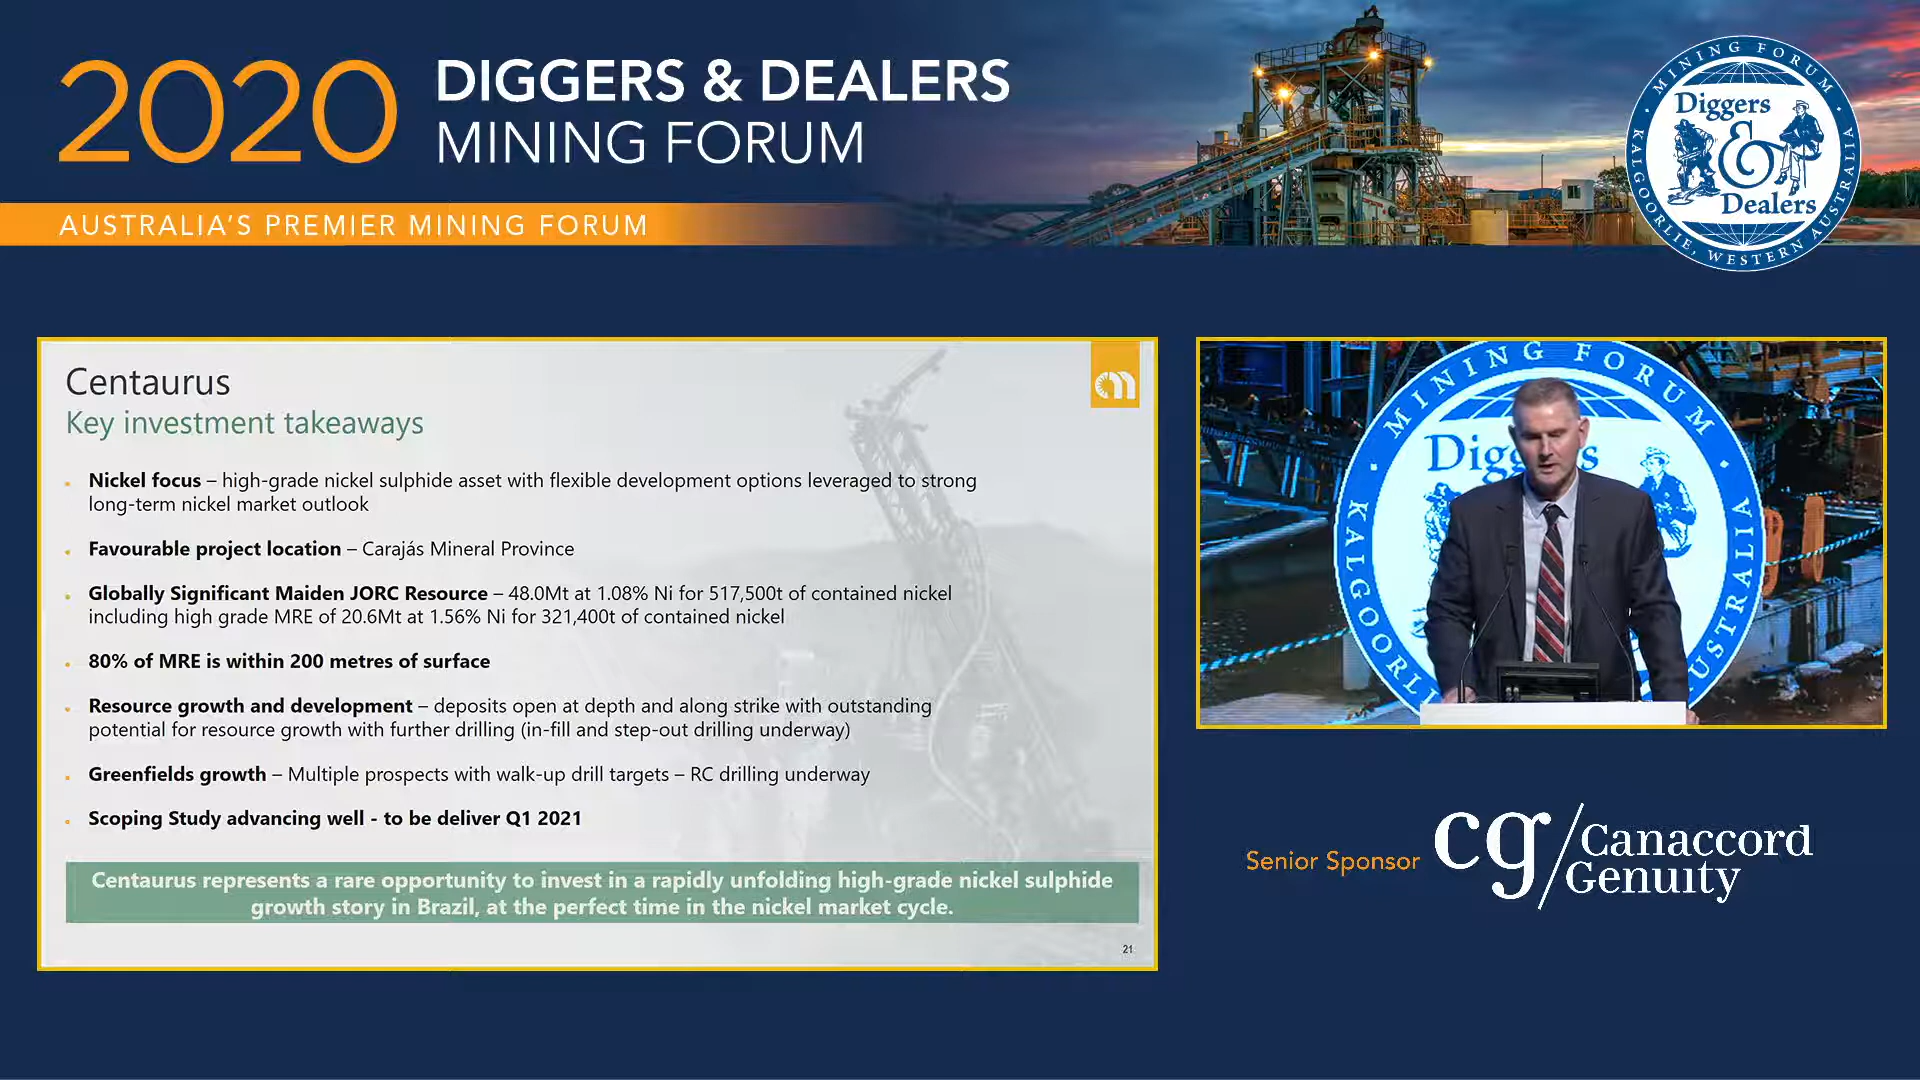 2020
DIGGERS & DEALERS
MINING FORUM
AUSTRALIA'S PREMIER MINING FORUM
MINING FORUM
Diggers
&
Dealers
KALGOORLIE, WESTERN AUSTRALIA
Centaurus
Key investment takeaways
Nickel focus – high-grade nickel sulphide asset with flexible development options leveraged to strong
long-term nickel market outlook
Favourable project location – Carajás Mineral Province
Globally Significant Maiden JORC Resource – 48.0Mt at 1.08% Ni for 517,500t of contained nickel
including high grade MRE of 20.6Mt at 1.56% Ni for 321,400t of contained nickel
80% of MRE is within 200 metres of surface
Resource growth and development – deposits open at depth and along strike with outstanding
potential for resource growth with further drilling (in-fill and step-out drilling underway)
Greenfields growth – Multiple prospects with walk-up drill targets – RC drilling underway
Scoping Study advancing well - to be deliver Q1 2021
Centaurus represents a rare opportunity to invest in a rapidly unfolding high-grade nickel sulphide
growth story in Brazil, at the perfect time in the nickel market cycle.
21
MINING FORUM
Digg s
KALGOORLI
USTRALIA
Senior Sponsor
cg/Canaccord
Genuity